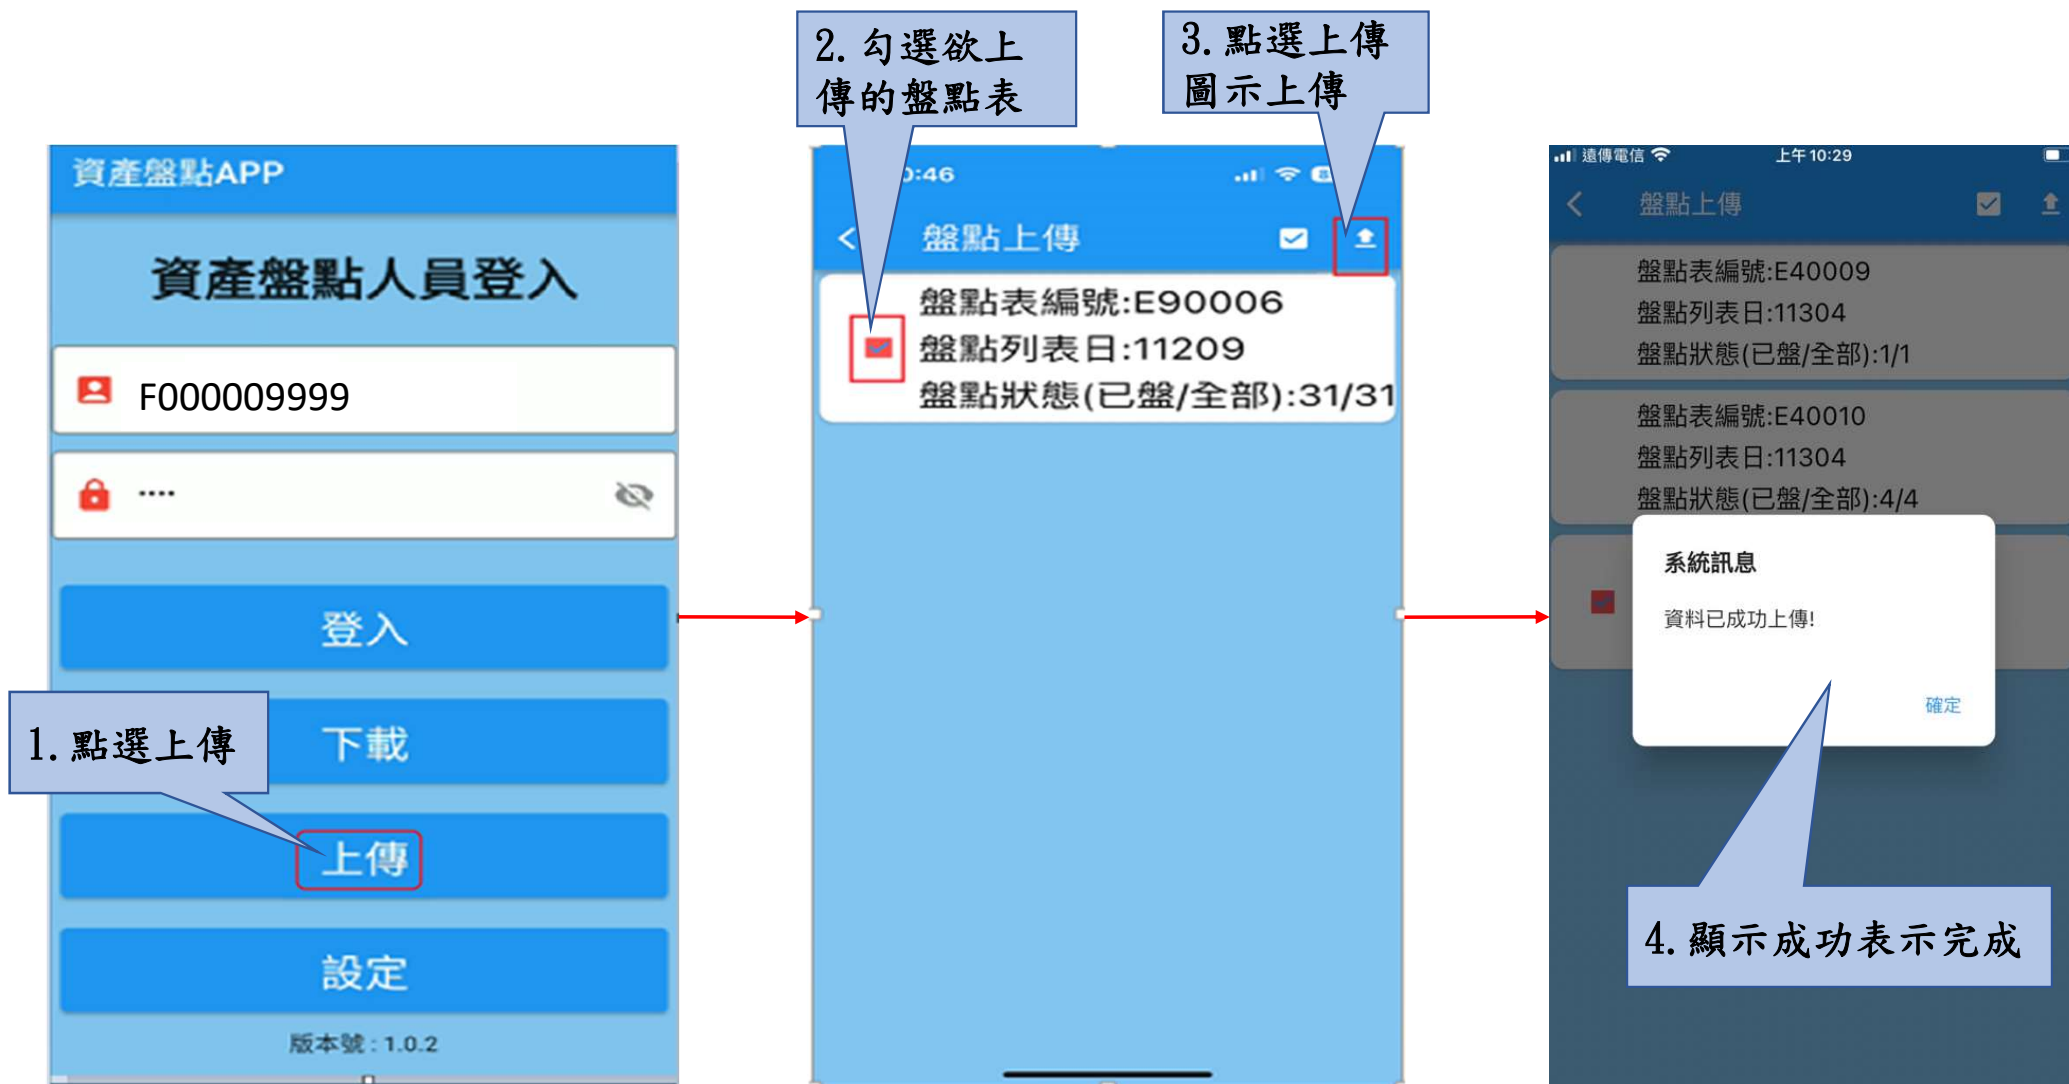 2.勾選欲上
傳的盤點表
3.點選上傳
圖示上傳
資產盤點APP
資產盤點人員登入
F000009999
登入
1.點選上傳
下載
上傳
設定
版本號:1.0.2
:46
盤點上傳
盤點表編號:E90006
盤點列表日:11209
盤點狀態(已盤/全部):31/31
遠傳電信
上午10:29
盤點上傳
盤點表編號:E40009
盤點列表日:11304
盤點狀態(已盤/全部):1/1
盤點表編號:E40010
盤點列表日:11304
盤點狀態(已盤/全部):4/4
系統訊息
資料已成功上傳!
確定
4.顯示成功表示完成